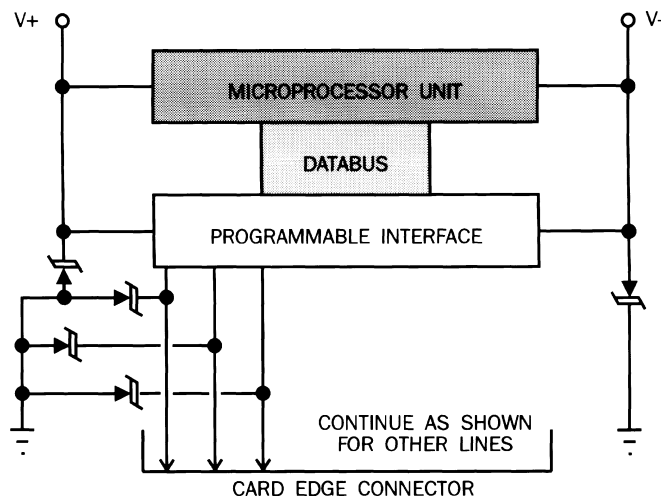 V+
V-
MICROPROCESSOR UNIT
DATABUS
PROGRAMMABLE INTERFACE
CONTINUE AS SHOWN
FOR OTHER LINES
CARD EDGE CONNECTOR